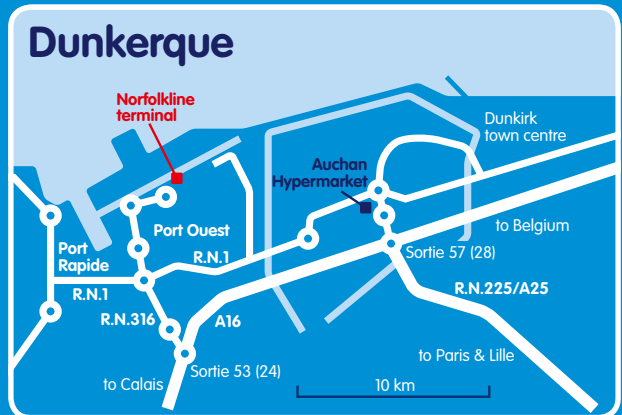 Dunkerque
Norfolkline
terminal
Dunkirk
town centre
Auchan
Hypermarket
Port Ouest
Port
Rapide
R.N.1
to Belgium
Sortie 57 (28)
R.N.1
R.N.225/A25
R.N.316
A16
to Paris & Lille
Sortie 53 (24)
to Calais
10 km